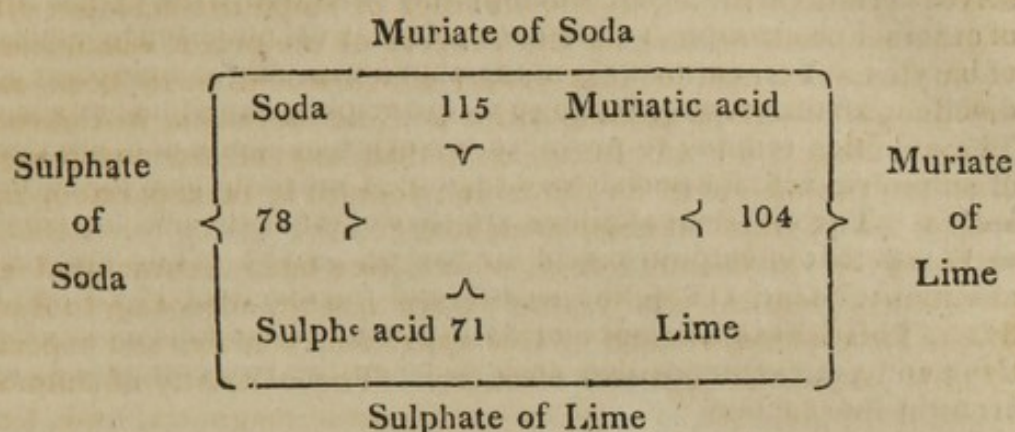 Muriate of Soda
Soda 115 Muriatic acid
Sulphate
of
Soda
78
104
Muriate
of
Lime
Sulphᶜ acid 71 Lime
Sulphate of Lime